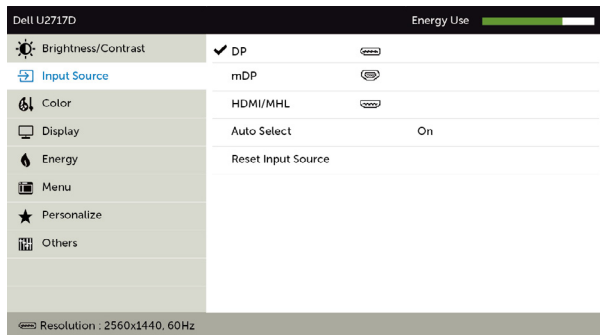 Dell U2717D Energy Use
Brightness/Contrast
Input Source
Color
Display
Energy
Menu
Personalize
Others
DP
mDP
HDMI/MHL
Auto Select On
Reset Input Source
Resolution : 2560x1440, 60Hz